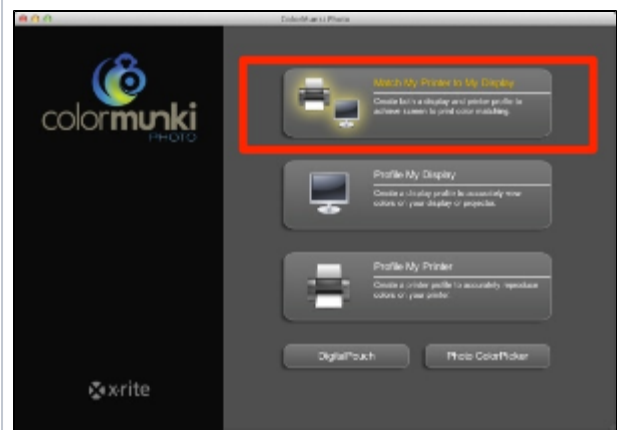 ColorMunki Photo
colormunki
PHOTO
Match My Printer to My Display
Create both a display and printer profile to
achieve screen to print color matching.
Profile My Display
Create a display profile to accurately view
colors on your display or projector.
Profile My Printer
Create a printer profile to accurately reproduce
colors on your printer.
DigitalPouch
Photo ColorPicker
x·rite